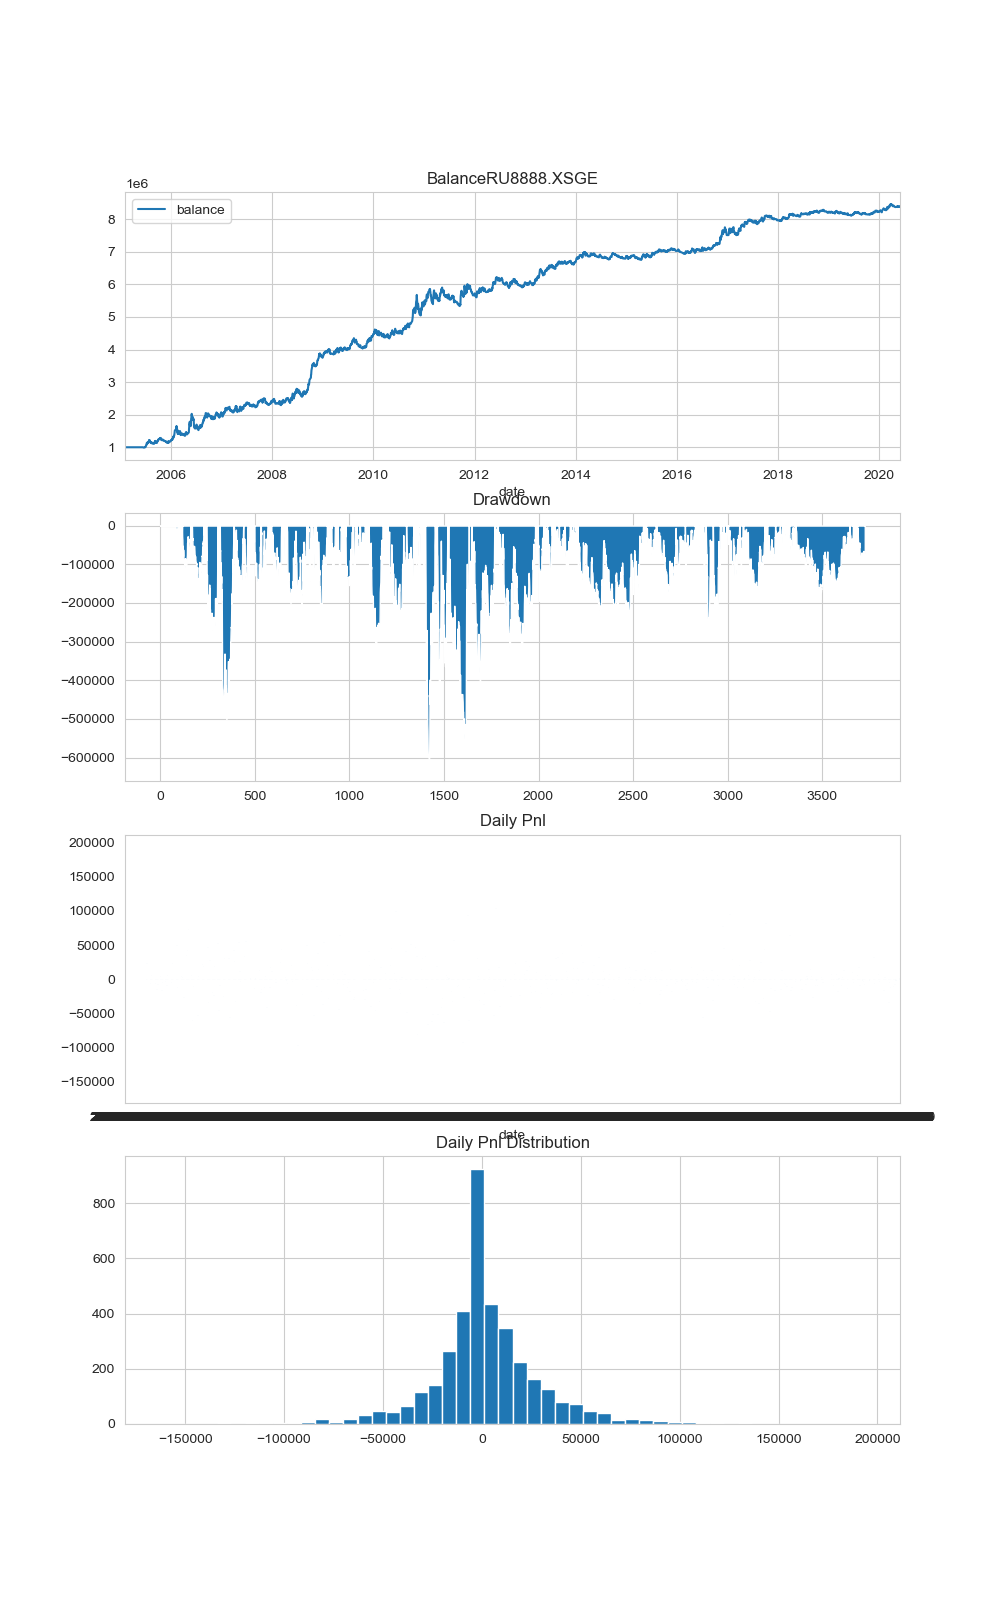 BalanceRU8888.XSGE
1e6
balance
8
7
6
5
4
3
2
1
2006 2008 2010 2012 2014 2016 2018 2020
date
Drawdown
0
−100000
−200000
−300000
−400000
−500000
−600000
0 500 1000 1500 2000 2500 3000 3500
Daily Pnl
200000
150000
100000
50000
0
−50000
−100000
−150000
date
Daily Pnl Distribution
800
600
400
200
0
−150000 −100000 −50000 0 50000 100000 150000 200000